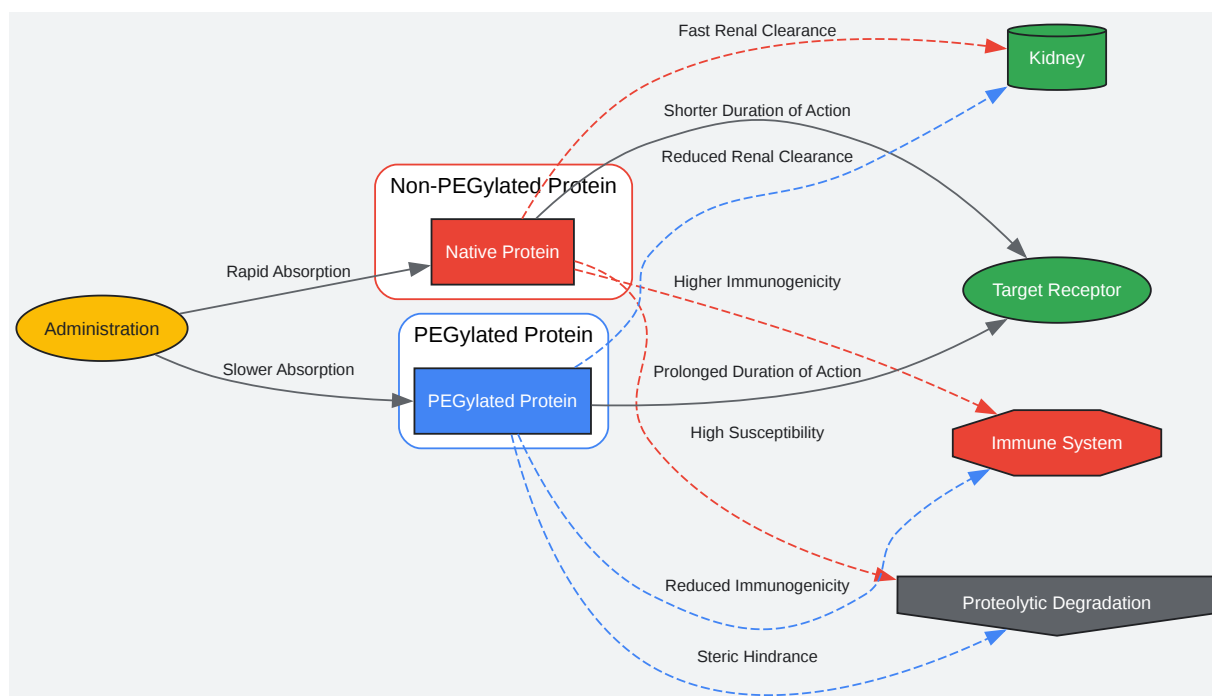 Fast Renal Clearance
Kidney
Shorter Duration of Action
Reduced Renal Clearance
Non-PEGylated Protein
Native Protein
Rapid Absorption
Higher Immunogenicity
Target Receptor
Administration
PEGylated Protein
Slower Absorption
Prolonged Duration of Action
PEGylated Protein
High Susceptibility
Immune System
Reduced Immunogenicity
Proteolytic Degradation
Steric Hindrance